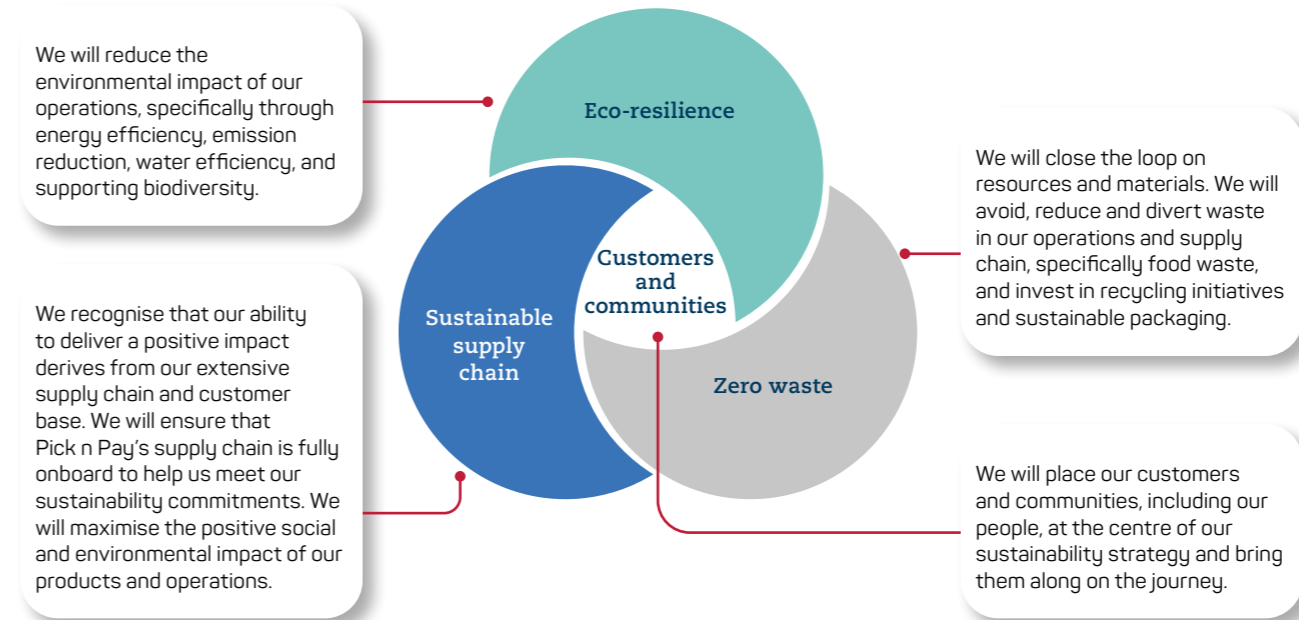 We will reduce the
environmental impact of our
operations, specifically through
energy efficiency, emission
reduction, water efficiency, and
supporting biodiversity.
We recognise that our ability
to deliver a positive impact
derives from our extensive
supply chain and customer
base. We will ensure that
Pick n Pay's supply chain is fully
onboard to help us meet our
sustainability commitments. We
will maximise the positive social
and environmental impact of our
products and operations.
Eco-resilience
Customers
and
communities
Sustainable
supply
chain
Zero waste
We will close the loop on
resources and materials. We will
avoid, reduce and divert waste
in our operations and supply
chain, specifically food waste,
and invest in recycling initiatives
and sustainable packaging.
We will place our customers
and communities, including our
people, at the centre of our
sustainability strategy and bring
them along on the journey.